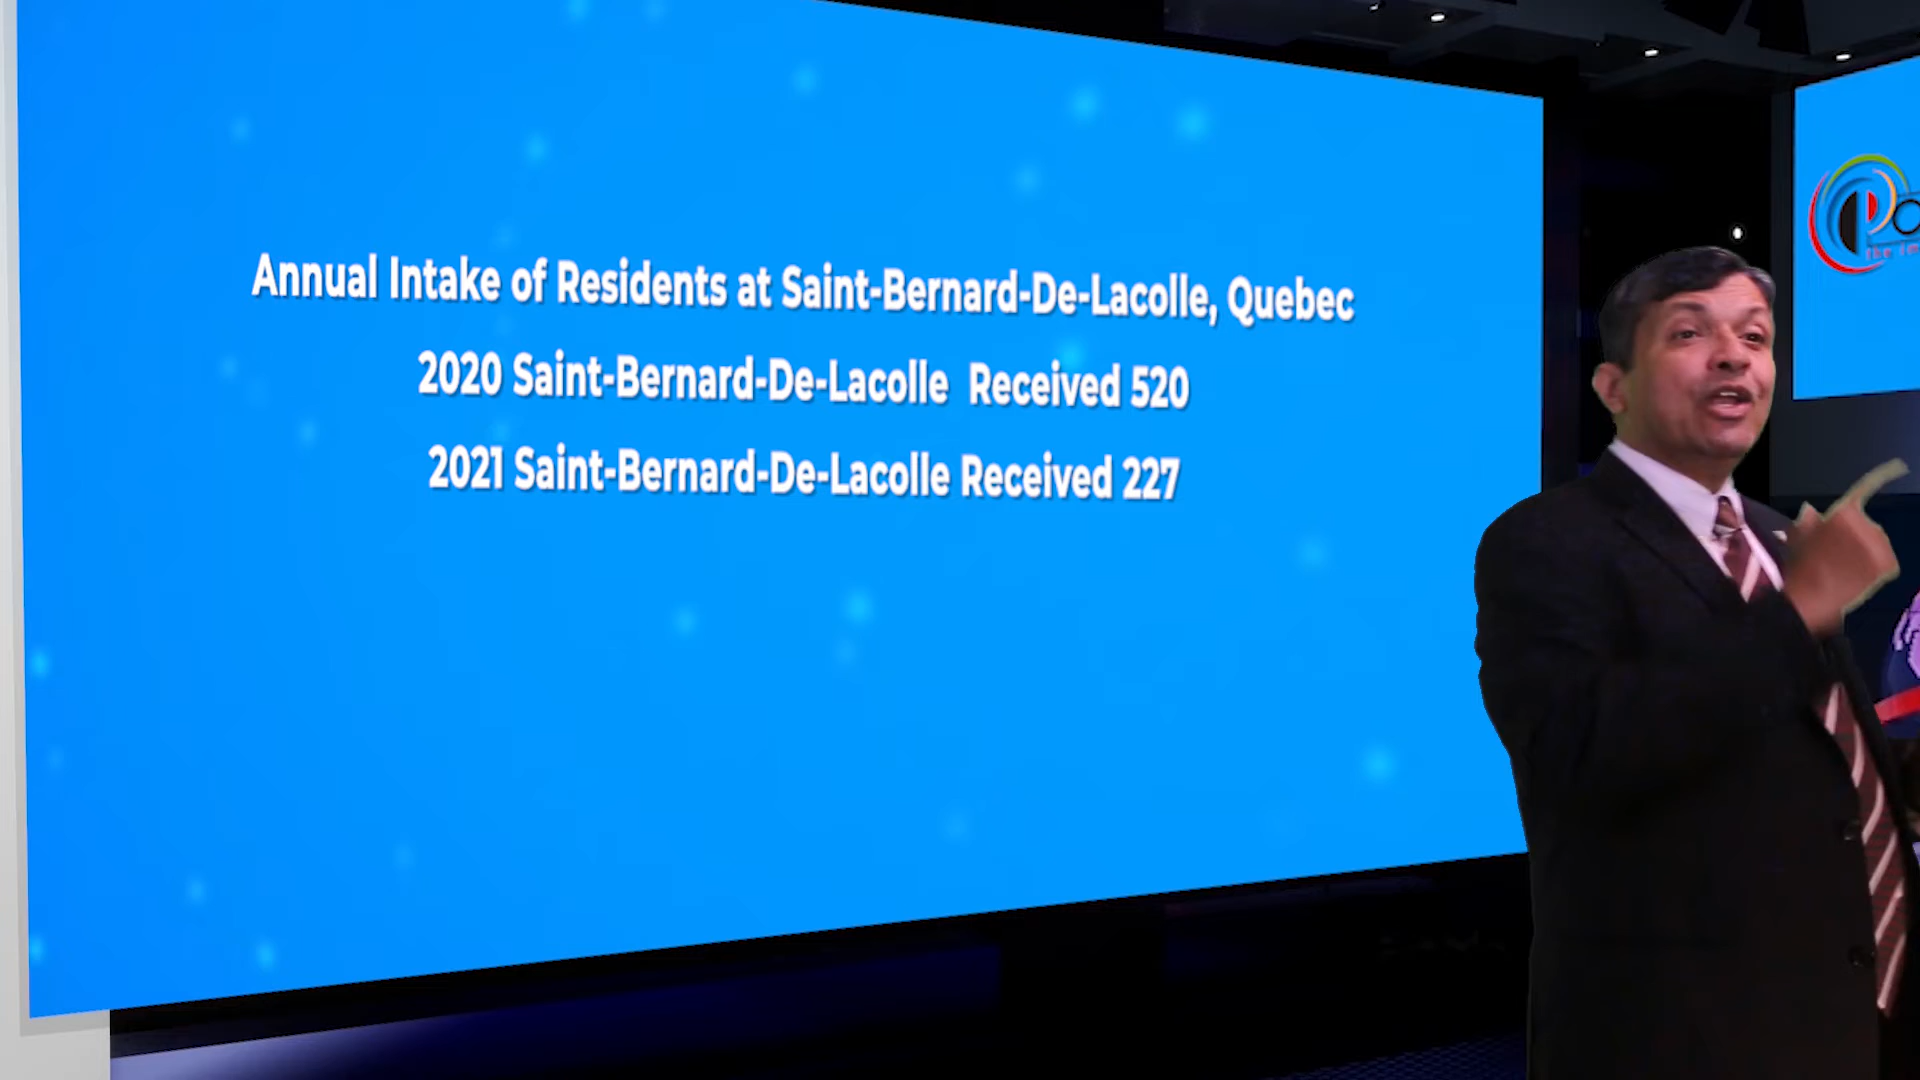 Annual Intake of Residents at Saint-Bernard-De-Lacolle, Quebec
2020 Saint-Bernard-De-Lacolle Received 520
2021 Saint-Bernard-De-Lacolle Received 227
the